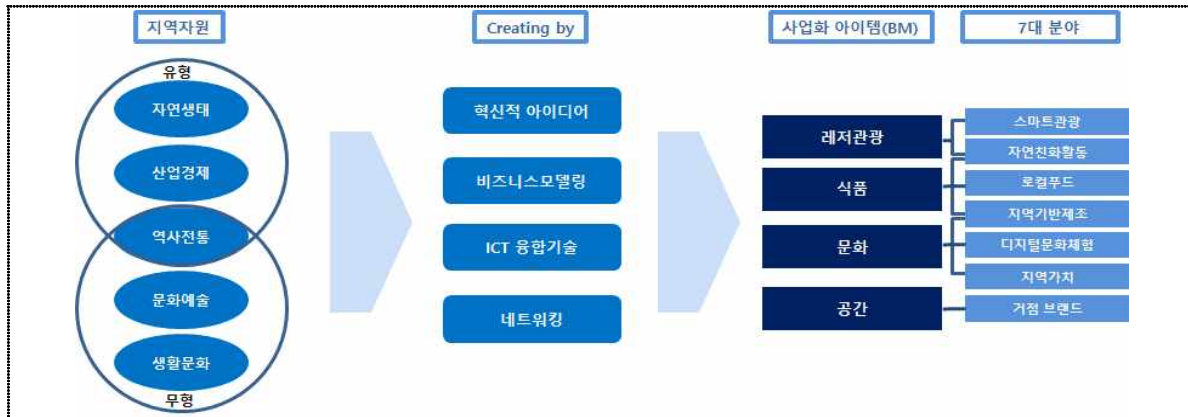 지역자원
Creating by
사업화 아이템(BM)
7대 분야
유형
자연생태
산업경제
역사전통
문화예술
생활문화
무형
혁신적 아이디어
비즈니스모델링
ICT 융합기술
네트워킹
레저관광
식품
문화
공간
스마트관광
자연친화활동
로컬푸드
지역기반제조
디지털문화체험
지역가치
거점 브랜드